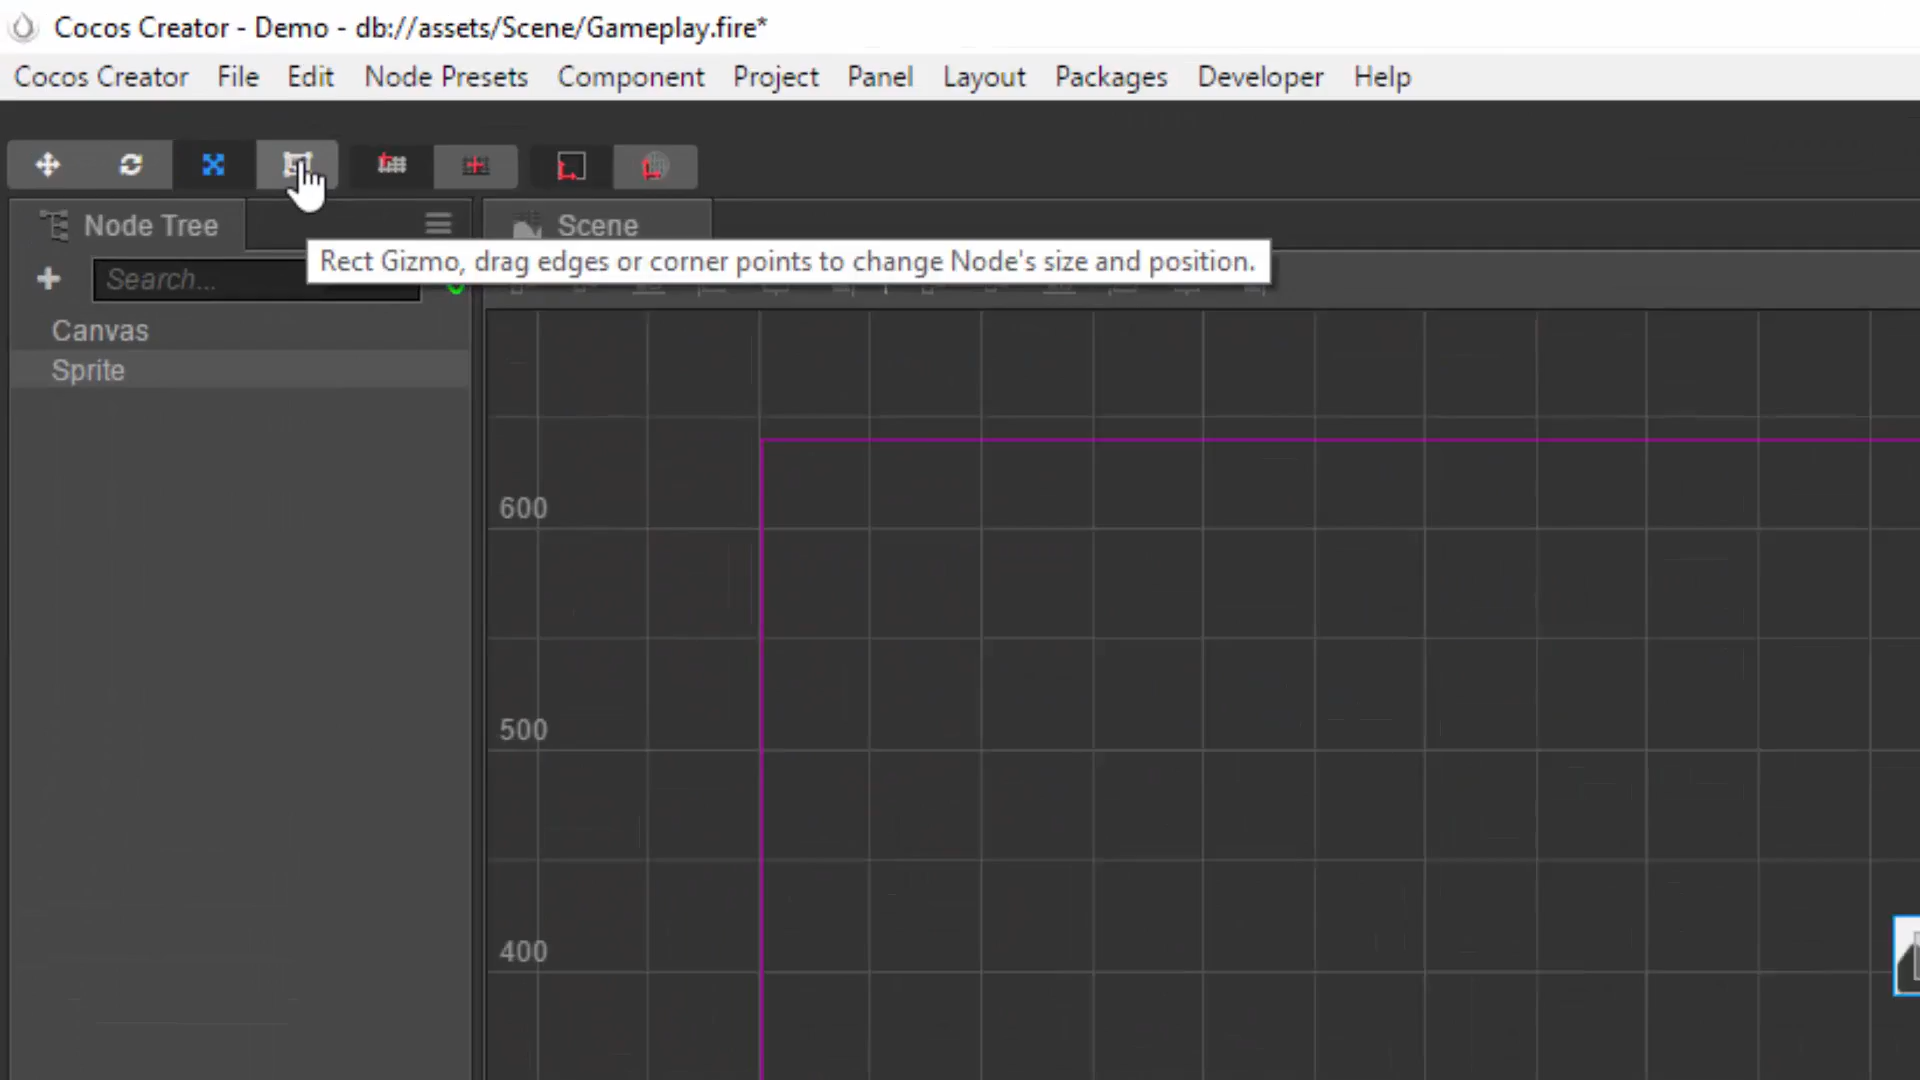 Cocos Creator - Demo - db://assets/Scene/Gameplay.fire*
Cocos Creator File Edit Node Presets Component Project Panel Layout Packages Developer Help
Node Tree
Scene
Rect Gizmo, drag edges or corner points to change Node's size and position.
Search...
Canvas
Sprite
600
500
400